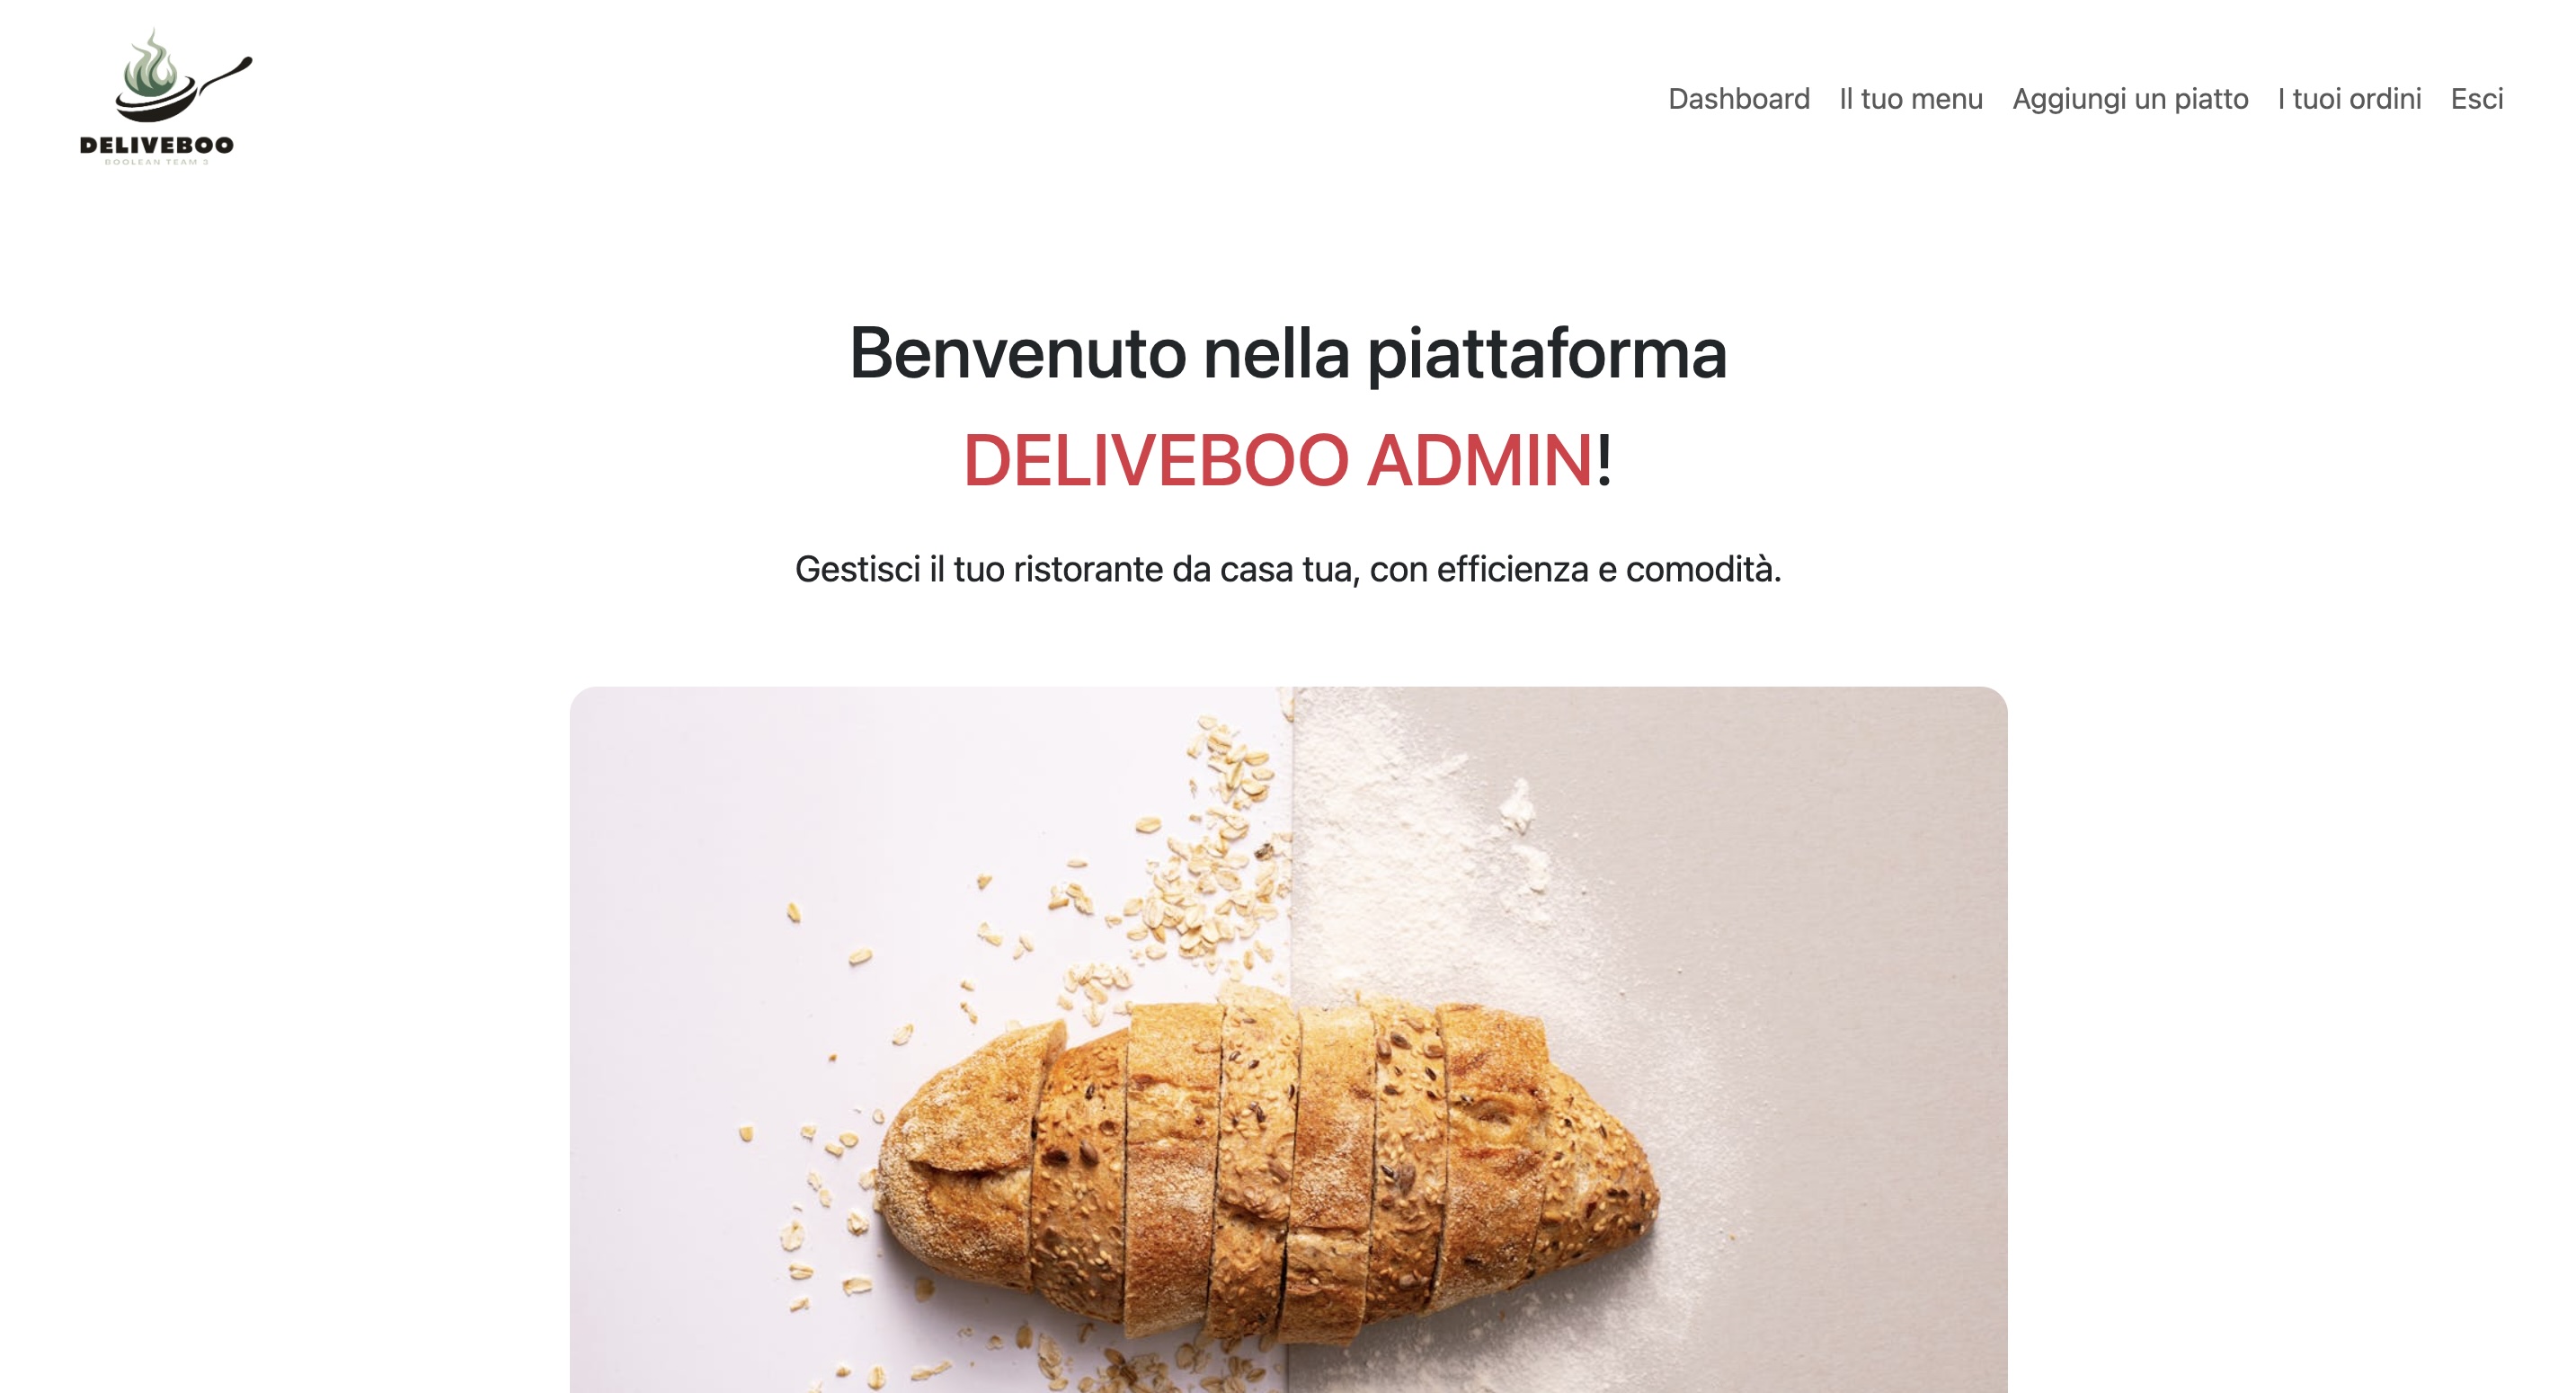 DELIVEBOO
BOOLEAN TEAM 3
Dashboard Il tuo menu Aggiungi un piatto I tuoi ordini Esci
Benvenuto nella piattaforma
DELIVEBOO ADMIN!
Gestisci il tuo ristorante da casa tua, con efficienza e comodità.